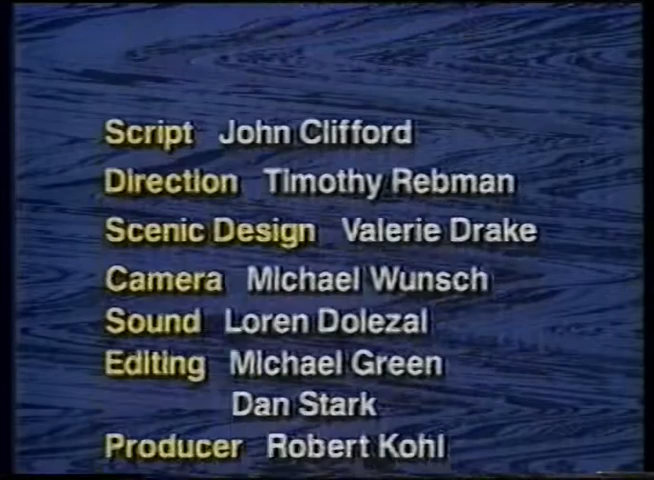 Script John Clifford
Direction Timothy Rebman
Scenic Design Valerie Drake
Camera Michael Wunsch
Sound Loren Dolezal
Editing Michael Green
Dan Stark
Producer Robert Kohl